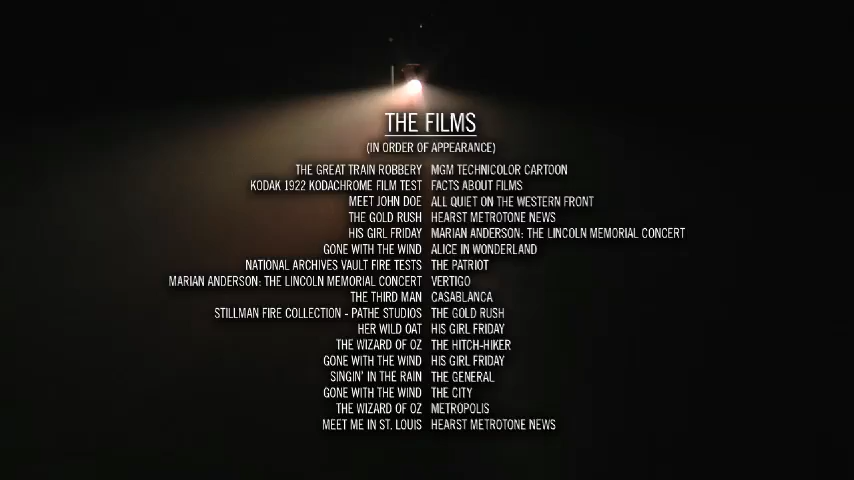 THE FILMS
(IN ORDER OF APPEARANCE)
THE GREAT TRAIN ROBBERY MGM TECHNICOLOR CARTOON
KODAK 1922 KODACHROME FILM TEST FACTS ABOUT FILMS
MEET JOHN DOE ALL QUIET ON THE WESTERN FRONT
THE GOLD RUSH HEARST METROTONE NEWS
HIS GIRL FRIDAY MARIAN ANDERSON: THE LINCOLN MEMORIAL CONCERT
GONE WITH THE WIND ALICE IN WONDERLAND
NATIONAL ARCHIVES VAULT FIRE TESTS THE PATRIOT
MARIAN ANDERSON: THE LINCOLN MEMORIAL CONCERT VERTIGO
THE THIRD MAN CASABLANCA
STILLMAN FIRE COLLECTION - PATHE STUDIOS THE GOLD RUSH
HER WILD OAT HIS GIRL FRIDAY
THE WIZARD OF OZ THE HITCH-HIKER
GONE WITH THE WIND HIS GIRL FRIDAY
SINGIN' IN THE RAIN THE GENERAL
GONE WITH THE WIND THE CITY
THE WIZARD OF OZ METROPOLIS
MEET ME IN ST. LOUIS HEARST METROTONE NEWS